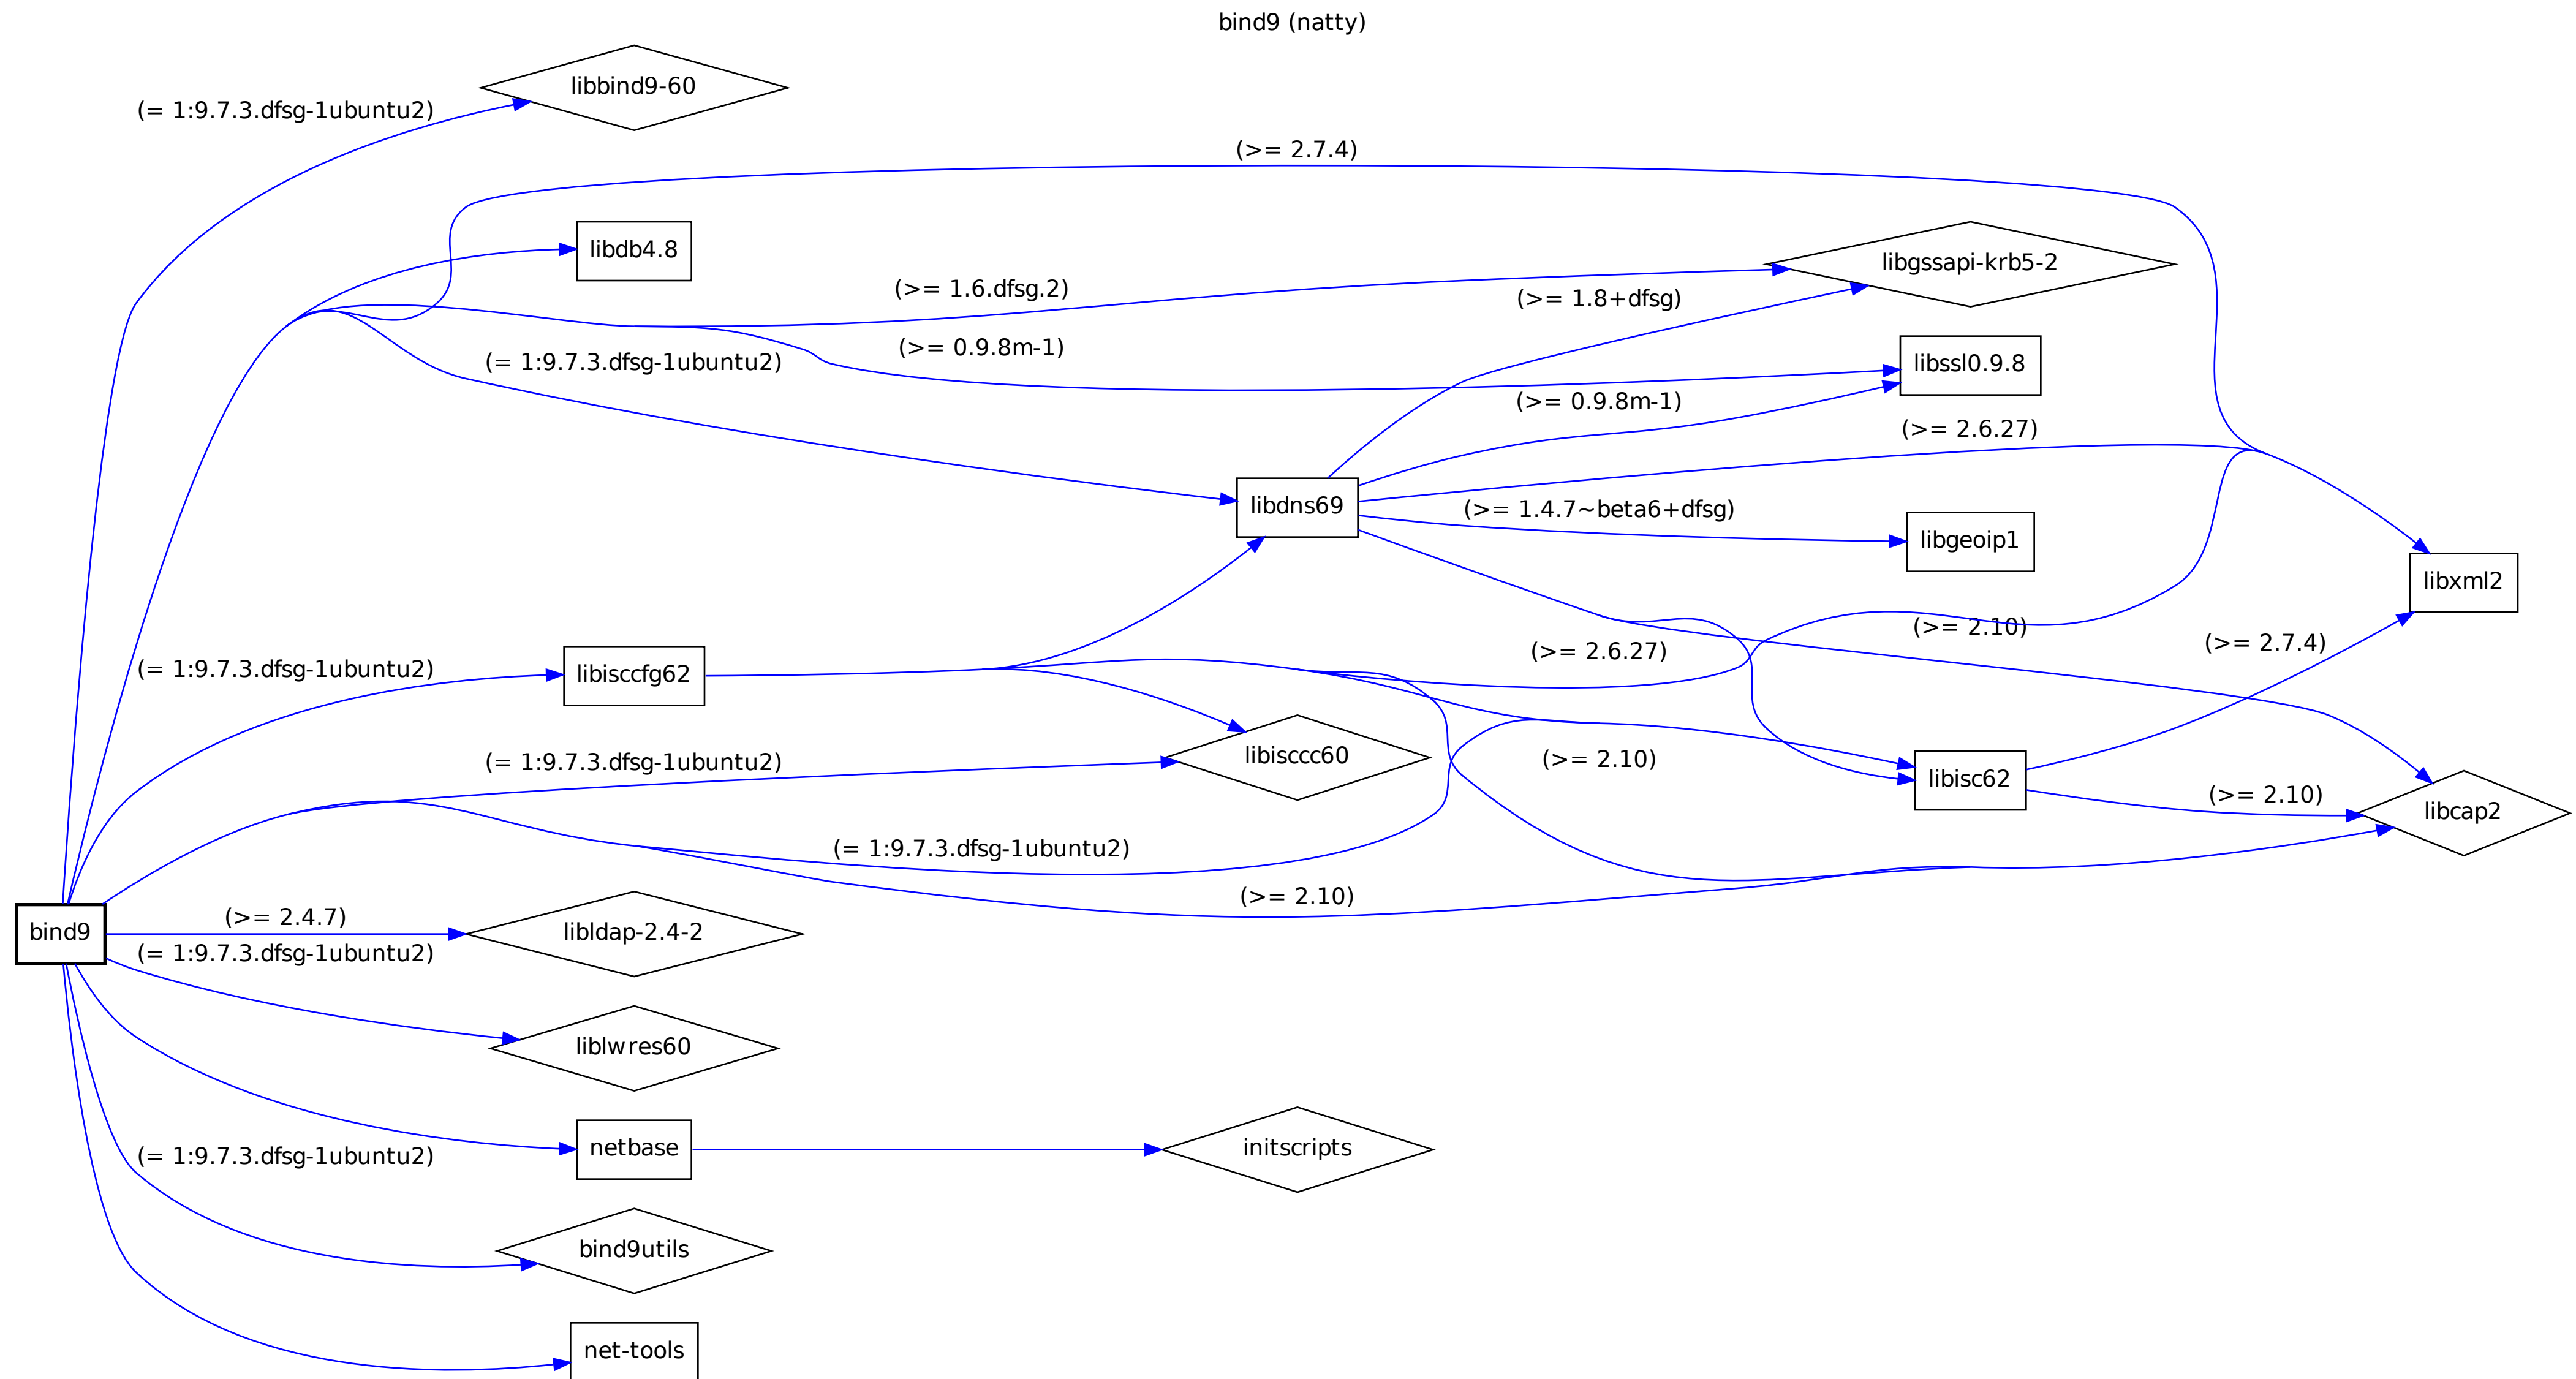 bind9 (natty)
libbind9-60
(= 1:9.7.3.dfsg-1ubuntu2)
(>= 2.7.4)
libdb4.8
libgssapi-krb5-2
(>= 1.6.dfsg.2)
(>= 1.8+dfsg)
(>= 0.9.8m-1)
(= 1:9.7.3.dfsg-1ubuntu2)
libssl0.9.8
(>= 0.9.8m-1)
(>= 2.6.27)
libdns69
(>= 1.4.7~beta6+dfsg)
libgeoip1
libxml2
(>= 2.10)
(>= 2.7.4)
(>= 2.6.27)
(= 1:9.7.3.dfsg-1ubuntu2)
libisccfg62
libisccc60
(= 1:9.7.3.dfsg-1ubuntu2)
(>= 2.10)
libisc62
(>= 2.10)
libcap2
(= 1:9.7.3.dfsg-1ubuntu2)
(>= 2.10)
bind9
(>= 2.4.7)
libldap-2.4-2
(= 1:9.7.3.dfsg-1ubuntu2)
liblwres60
netbase
initscripts
(= 1:9.7.3.dfsg-1ubuntu2)
bind9utils
net-tools